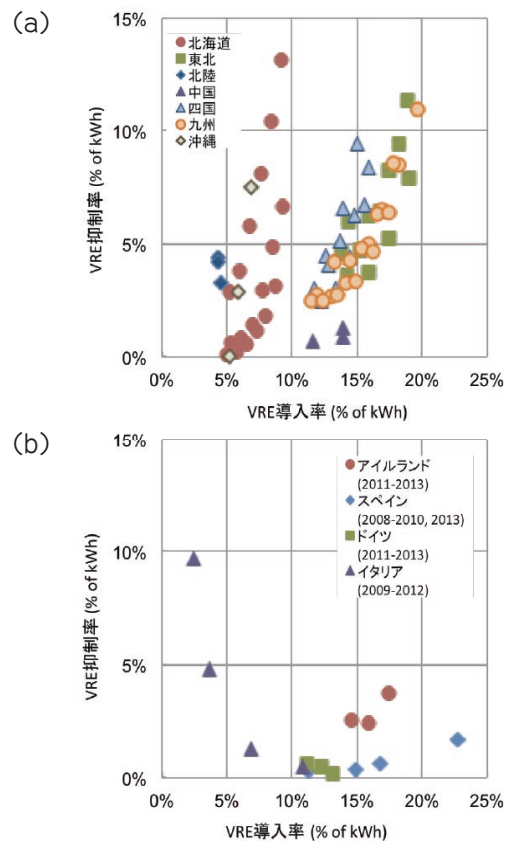 (a)
15%
10%
5%
0%
VRE抑制率 (% of kWh)
北海道
東北
北陸
中国
四国
九州
沖縄
0%
5%
10%
15%
20%
25%
VRE導入率 (% of kWh)
(b)
15%
10%
5%
0%
VRE抑制率 (% of kWh)
アイルランド
(2011-2013)
スペイン
(2008-2010, 2013)
ドイツ
(2011-2013)
イタリア
(2009-2012)
0%
5%
10%
15%
20%
25%
VRE導入率 (% of kWh)